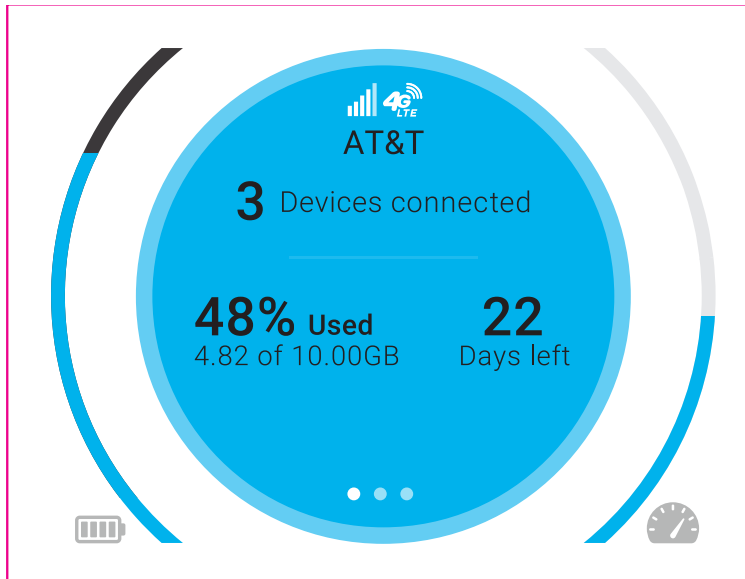 4G
LTE
AT&T
3 Devices connected
48% Used
4.82 of 10.00GB
22
Days left